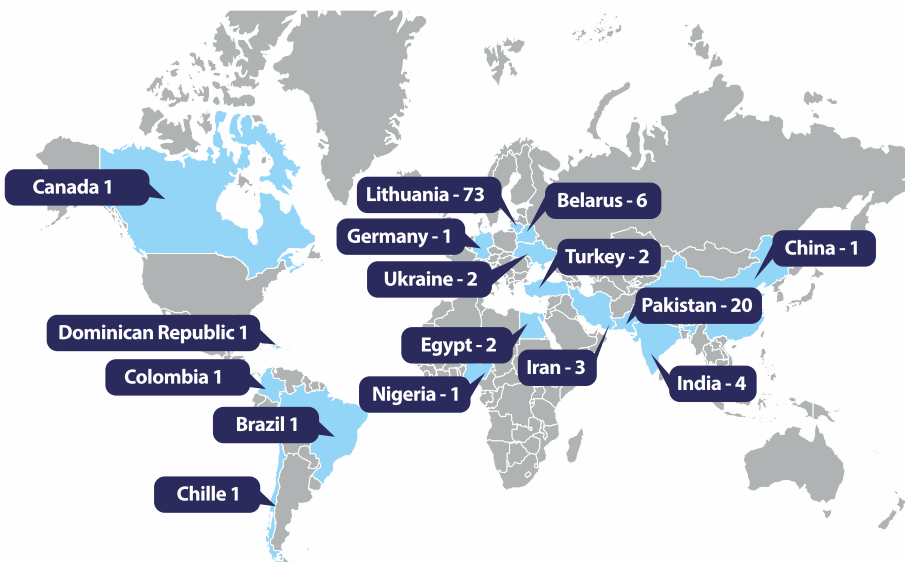 Canada 1
Lithuania - 73
Belarus - 6
Germany - 1
Turkey - 2
China - 1
Ukraine - 2
Pakistan - 20
Dominican Republic 1
Egypt - 2
Iran - 3
Colombia 1
Nigeria - 1
India - 4
Brazil 1
Chille 1